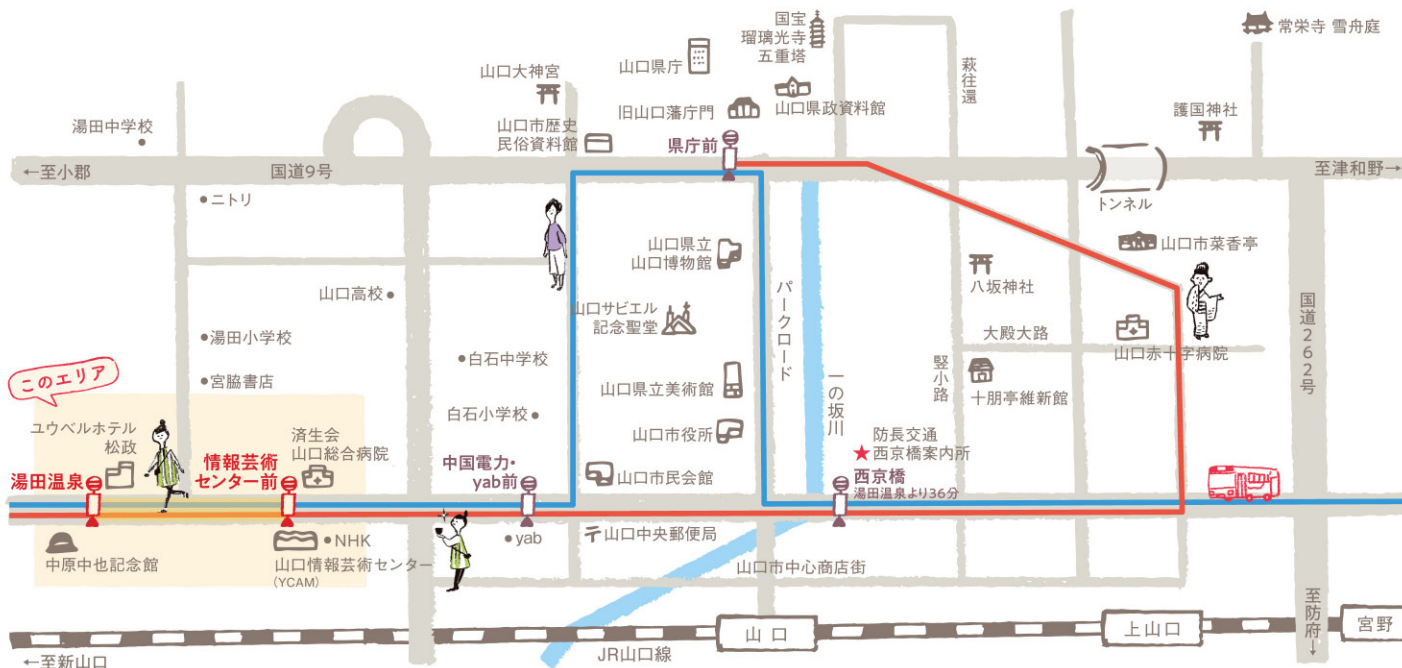 国宝
瑠璃光寺
五重塔
常栄寺 雪舟庭
山口県庁
山口大神宮
萩往還
旧山口藩庁門
山口県政資料館
護国神社
湯田中学校
山口市歴史
民俗資料館
県庁前
←至小郡
国道9号
至津和野→
トンネル
ニトリ
山口県立
山口博物館
山口市菜香亭
八坂神社
山口高校
パークロード
国道262号
山口サビエル
記念聖堂
大殿大路
湯田小学校
白石中学校
山口赤十字病院
このエリア
宮脇書店
山口県立美術館
一の坂川
竪小路
十朋亭維新館
ユウベルホテル
松政
済生会
山口総合病院
白石小学校
山口市役所
防長交通
★西京橋案内所
湯田温泉
情報芸術
センター前
中国電力・
yab前
山口市民会館
西京橋
湯田温泉より36分
中原中也記念館
NHK
山口情報芸術センター
(YCAM)
yab
〒山口中央郵便局
山口市中心商店街
至防府→
山口
上山口
宮野
←至新山口
JR山口線